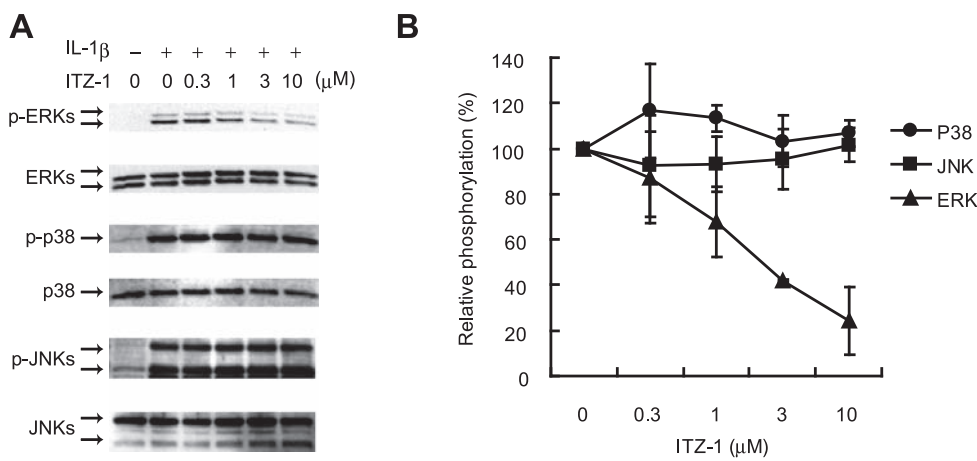 A
IL-1β – + + + + +
ITZ-1 0 0 0.3 1 3 10 (μM)
p-ERKs
ERKs
p-p38
p38
p-JNKs
JNKs
B
Relative phosphorylation (%)
140
120
100
80
60
40
20
0
0 0.3 1 3 10
ITZ-1 (μM)
P38
JNK
ERK